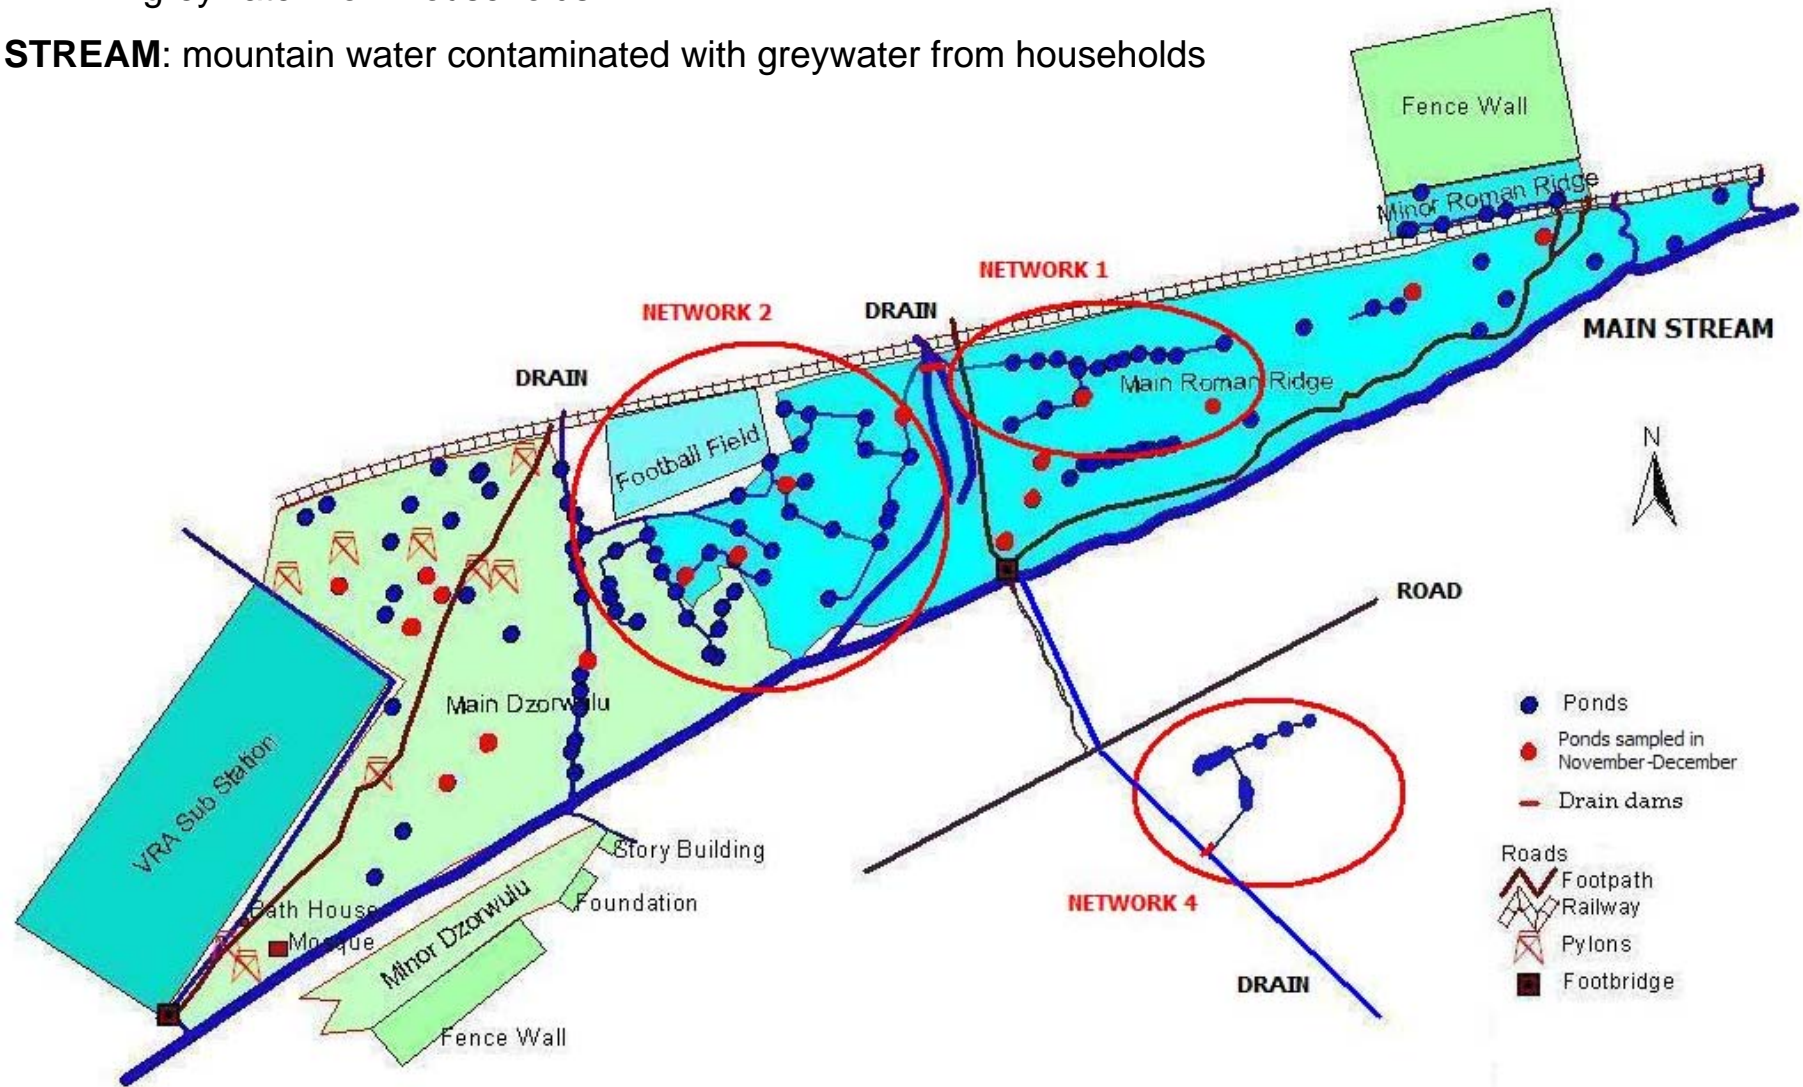 greywater from households
STREAM: mountain water contaminated with greywater from households
Fence Wall
Minor Roman Ridge
NETWORK 1
NETWORK 2
DRAIN
MAIN STREAM
DRAIN
Main Roman Ridge
Football Field
N
ROAD
Main Dzorwulu
VRA Sub Station
Ponds
Ponds sampled in
November-December
Drain dams
Story Building
Roads
Footpath
Foundation
NETWORK 4
Railway
Bath House
Mosque
Minor Dzorwulu
Pylons
DRAIN
Footbridge
Fence Wall